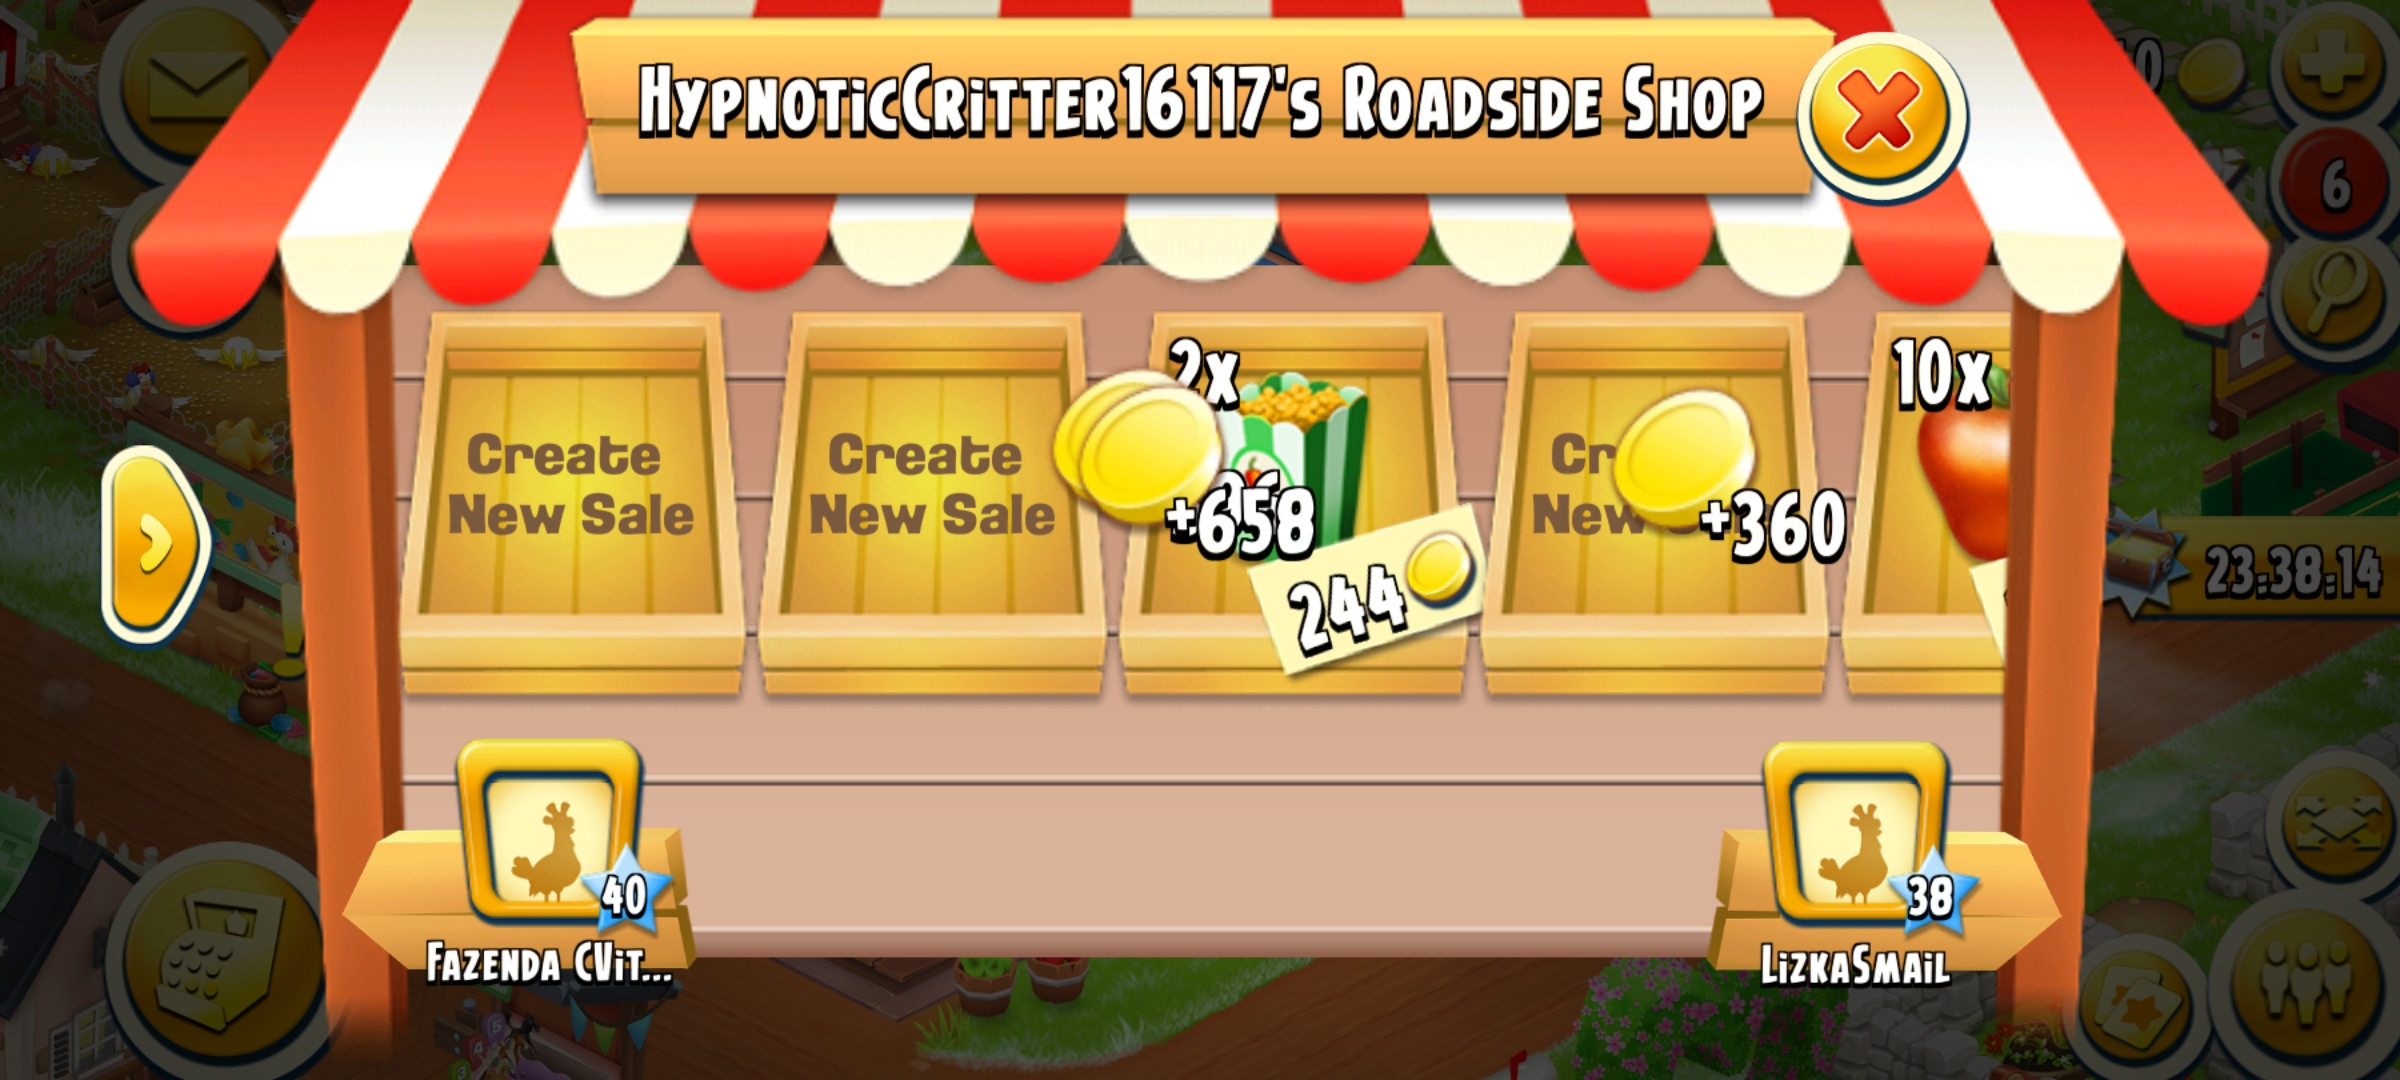 HypnoticCritter16117's Roadside Shop
6
Create
New Sale
Create
New Sale
2x
+658
244
+360
10x
23:38:14
40
Fazenda CVit...
38
LizkaSmail